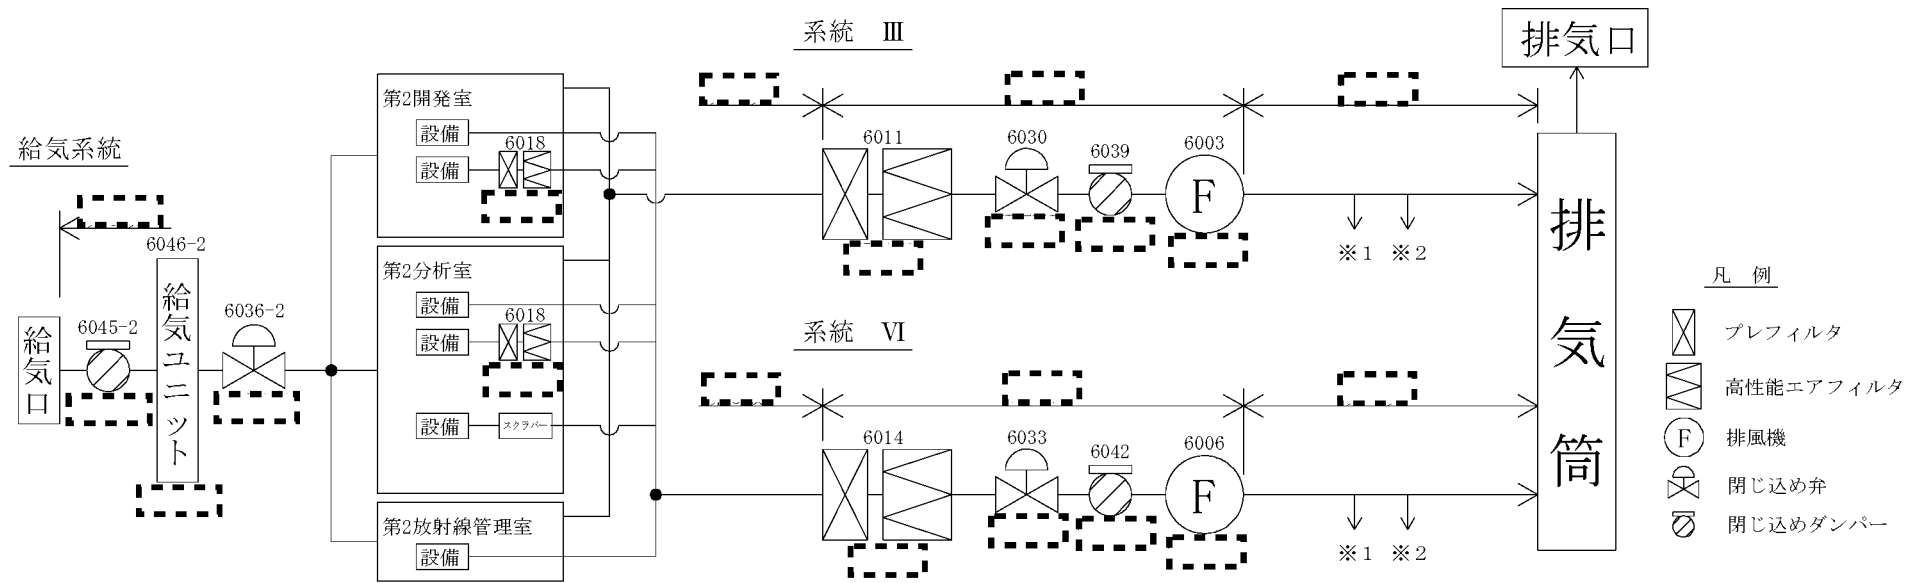 給気系統
6046-2
給気口
6045-2
給気ユニット
6036-2
第2開発室
設備
設備
6018
第2分析室
設備
設備
6018
設備
スクラバー
第2放射線管理室
設備
系統 Ⅲ
6011
6030
6039
6003
F
※1
※2
系統 Ⅵ
6014
6033
6042
6006
F
※1
※2
排気口
排気筒
凡 例
プレフィルタ
高性能エアフィルタ
F
排風機
閉じ込め弁
閉じ込めダンパー